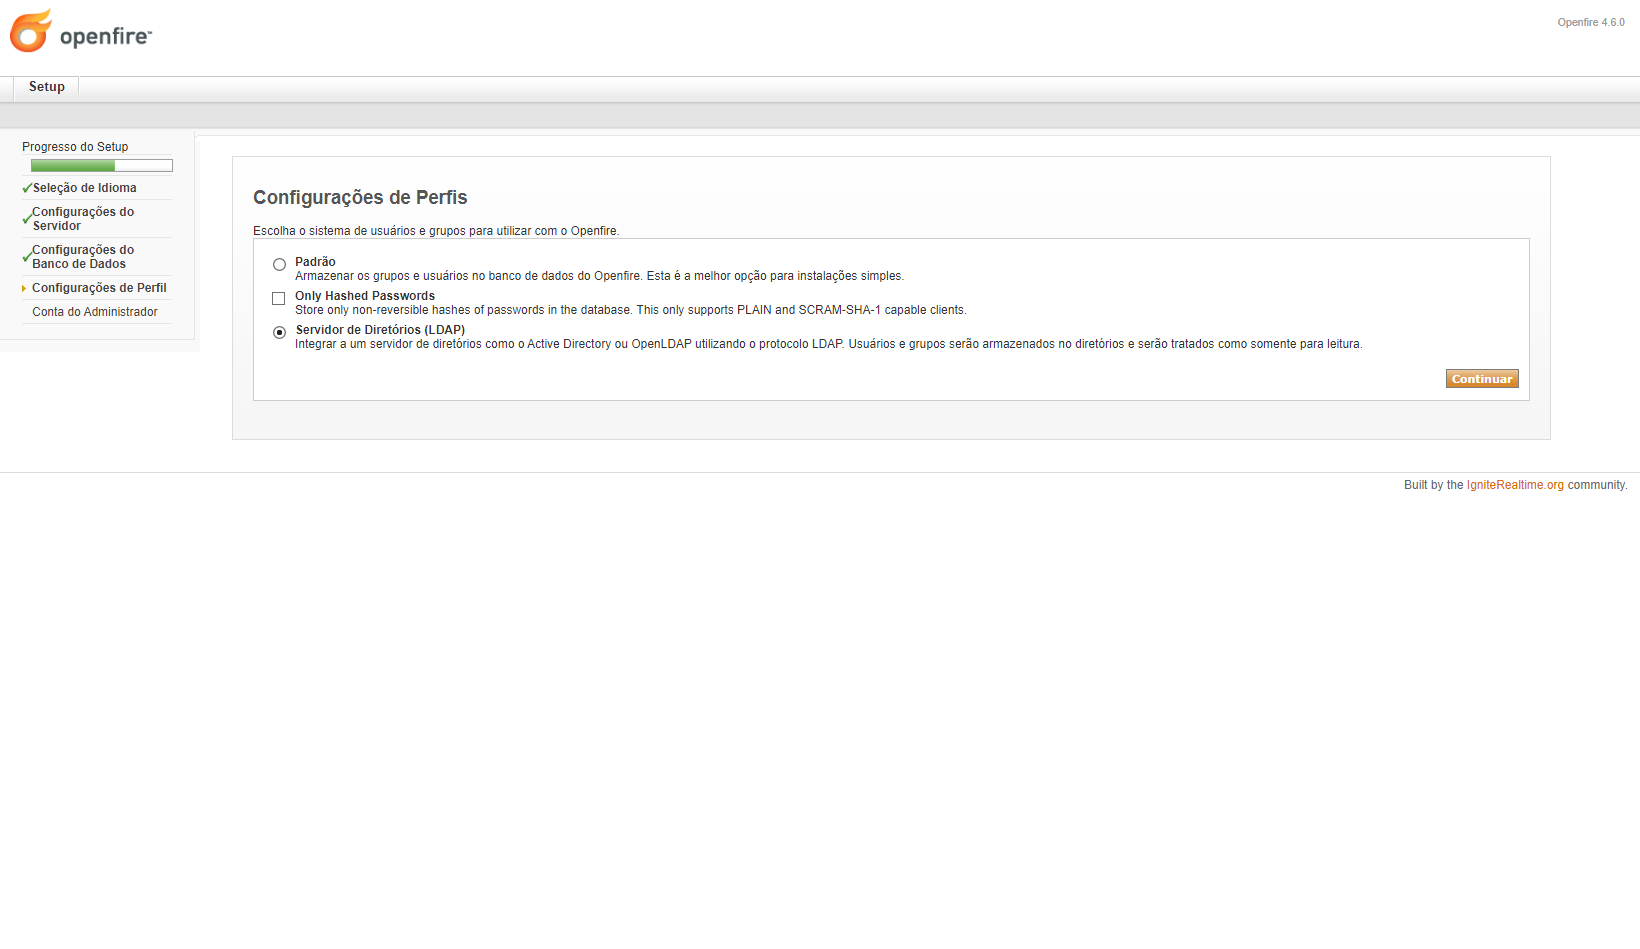 openfire™
Openfire 4.6.0
Setup
Progresso do Setup
Seleção de Idioma
Configurações do
Servidor
Configurações do
Banco de Dados
Configurações de Perfil
Conta do Administrador
Configurações de Perfis
Escolha o sistema de usuários e grupos para utilizar com o Openfire.
Padrão
Armazenar os grupos e usuários no banco de dados do Openfire. Esta é a melhor opção para instalações simples.
Only Hashed Passwords
Store only non-reversible hashes of passwords in the database. This only supports PLAIN and SCRAM-SHA-1 capable clients.
Servidor de Diretórios (LDAP)
Integrar a um servidor de diretórios como o Active Directory ou OpenLDAP utilizando o protocolo LDAP. Usuários e grupos serão armazenados no diretórios e serão tratados como somente para leitura.
Continuar
Built by the IgniteRealtime.org community.